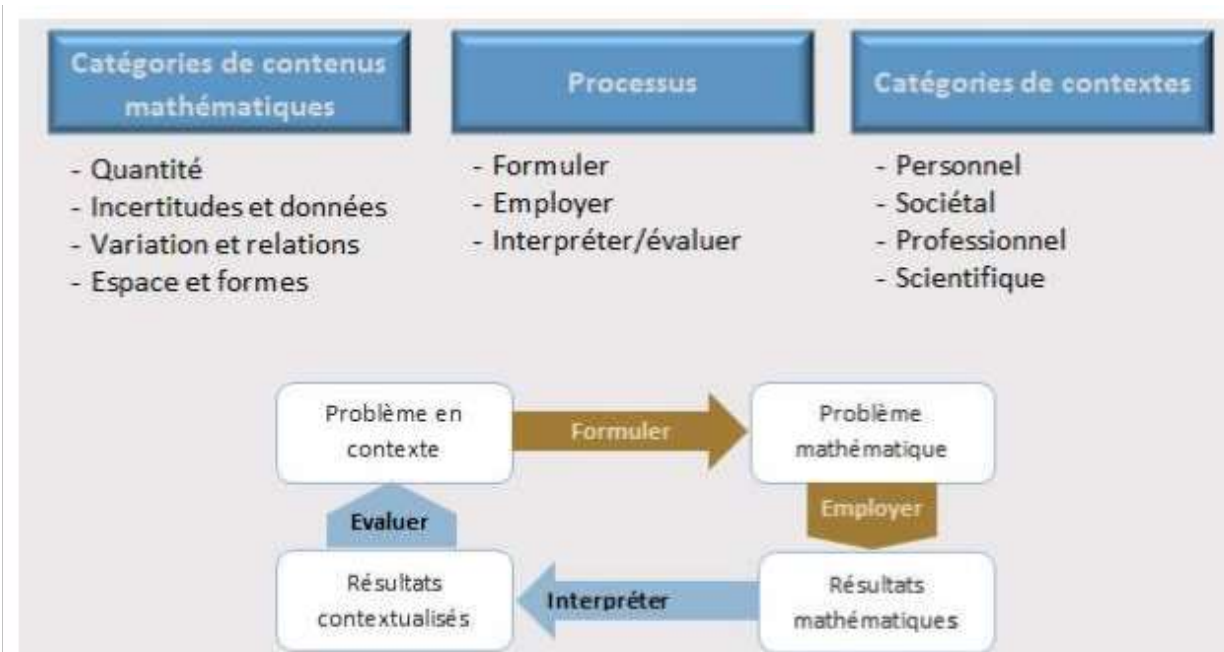 Catégories de contenus
mathématiques
- Quantité
- Incertitudes et données
- Variation et relations
- Espace et formes
Processus
- Formuler
- Employer
- Interpréter/évaluer
Catégories de contextes
- Personnel
- Sociétal
- Professionnel
- Scientifique
Problème en
contexte
Formuler
Problème
mathématique
Employer
Résultats
mathématiques
Interpréter
Résultats
contextualisés
Evaluer